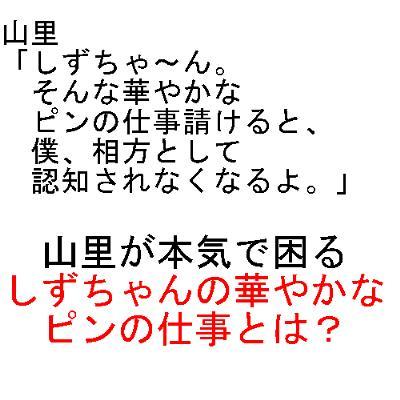 山里
「しずちゃ～ん。
そんな華やかな
ピンの仕事請けると、
僕、相方として
認知されなくなるよ。」
山里が本気で困る
しずちゃんの華やかな
ピンの仕事とは？